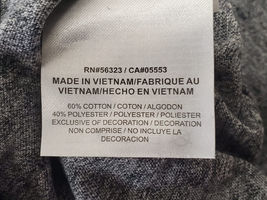 RN#56323 / CA#05553
MADE IN VIETNAM/FABRIQUE AU
VIETNAM/HECHO EN VIETNAM
60% COTTON / COTON / ALGODON
40% POLYESTER / POLYESTER / POLIESTER
EXCLUSIVE OF DECORATION / DECORATION
NON COMPRISE / NO INCLUYE LA
DECORACION